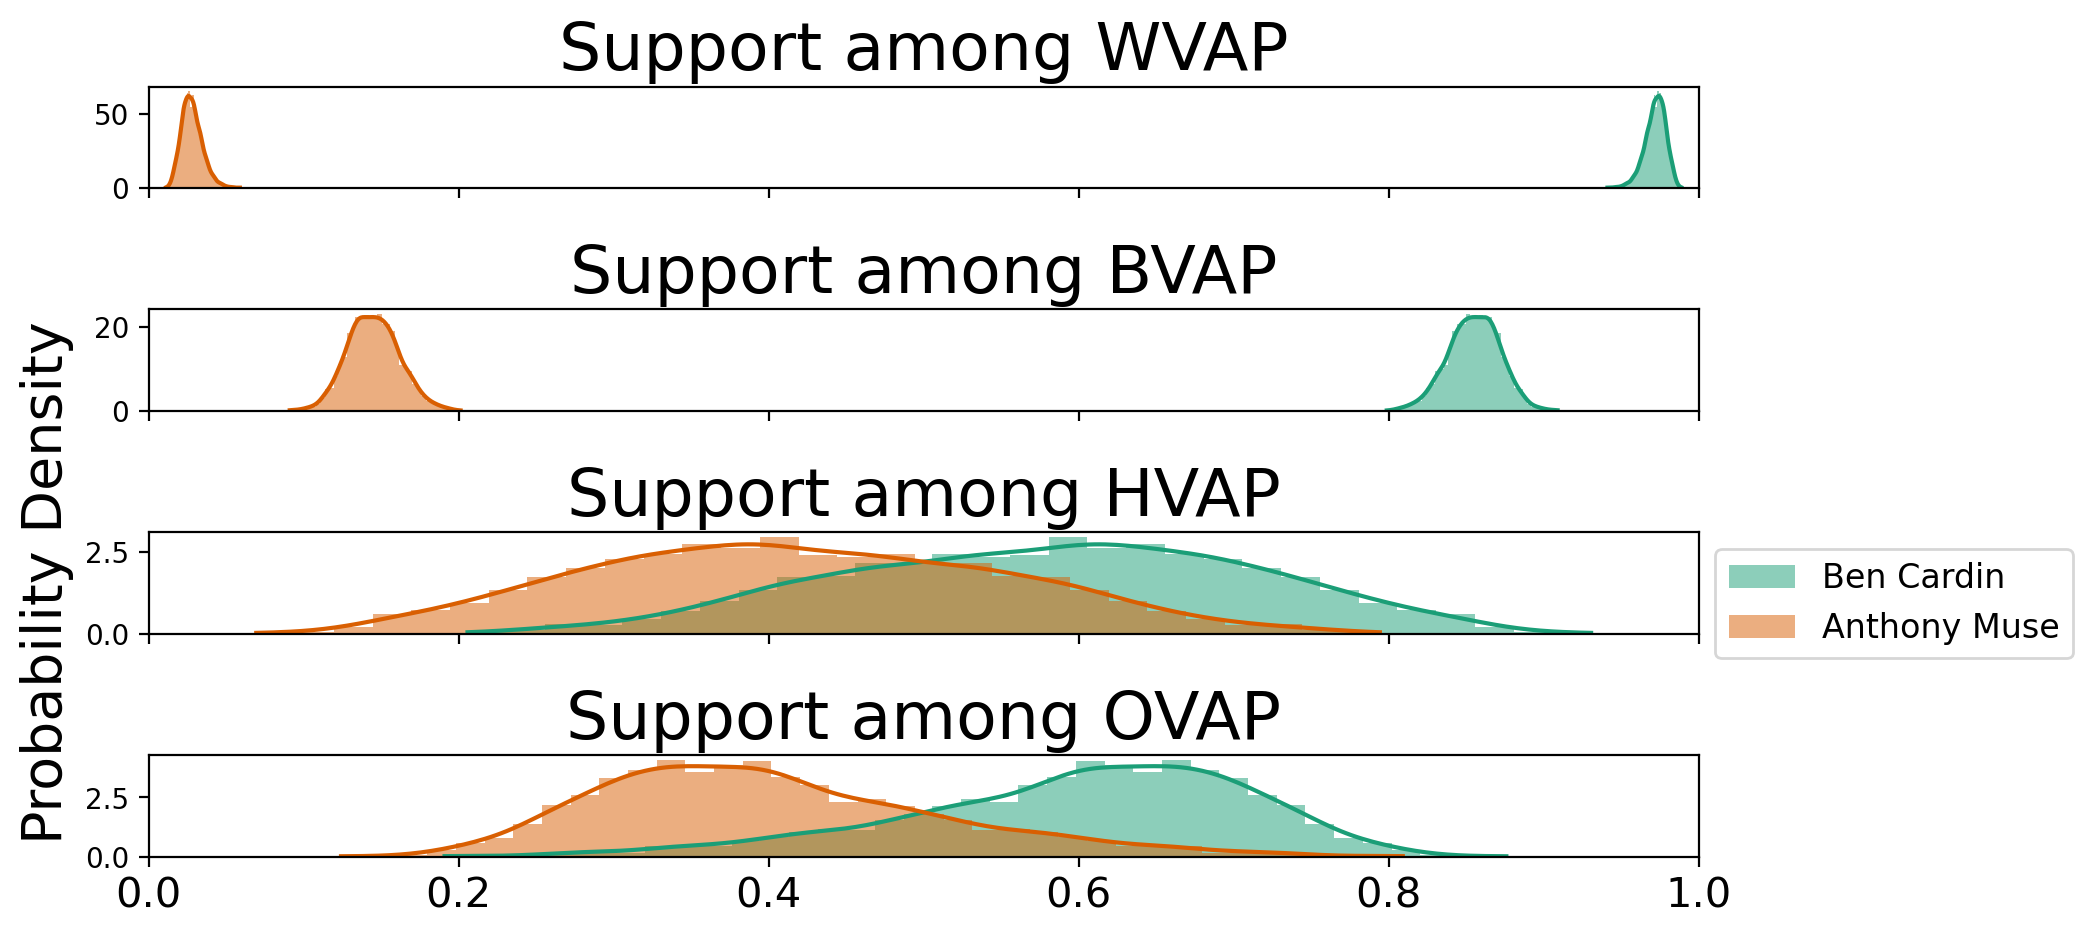 Support among WVAP
50
0
Support among BVAP
20
0
Probability Density
Support among HVAP
2.5
0.0
Ben Cardin
Anthony Muse
Support among OVAP
2.5
0.0
0.0 0.2 0.4 0.6 0.8 1.0